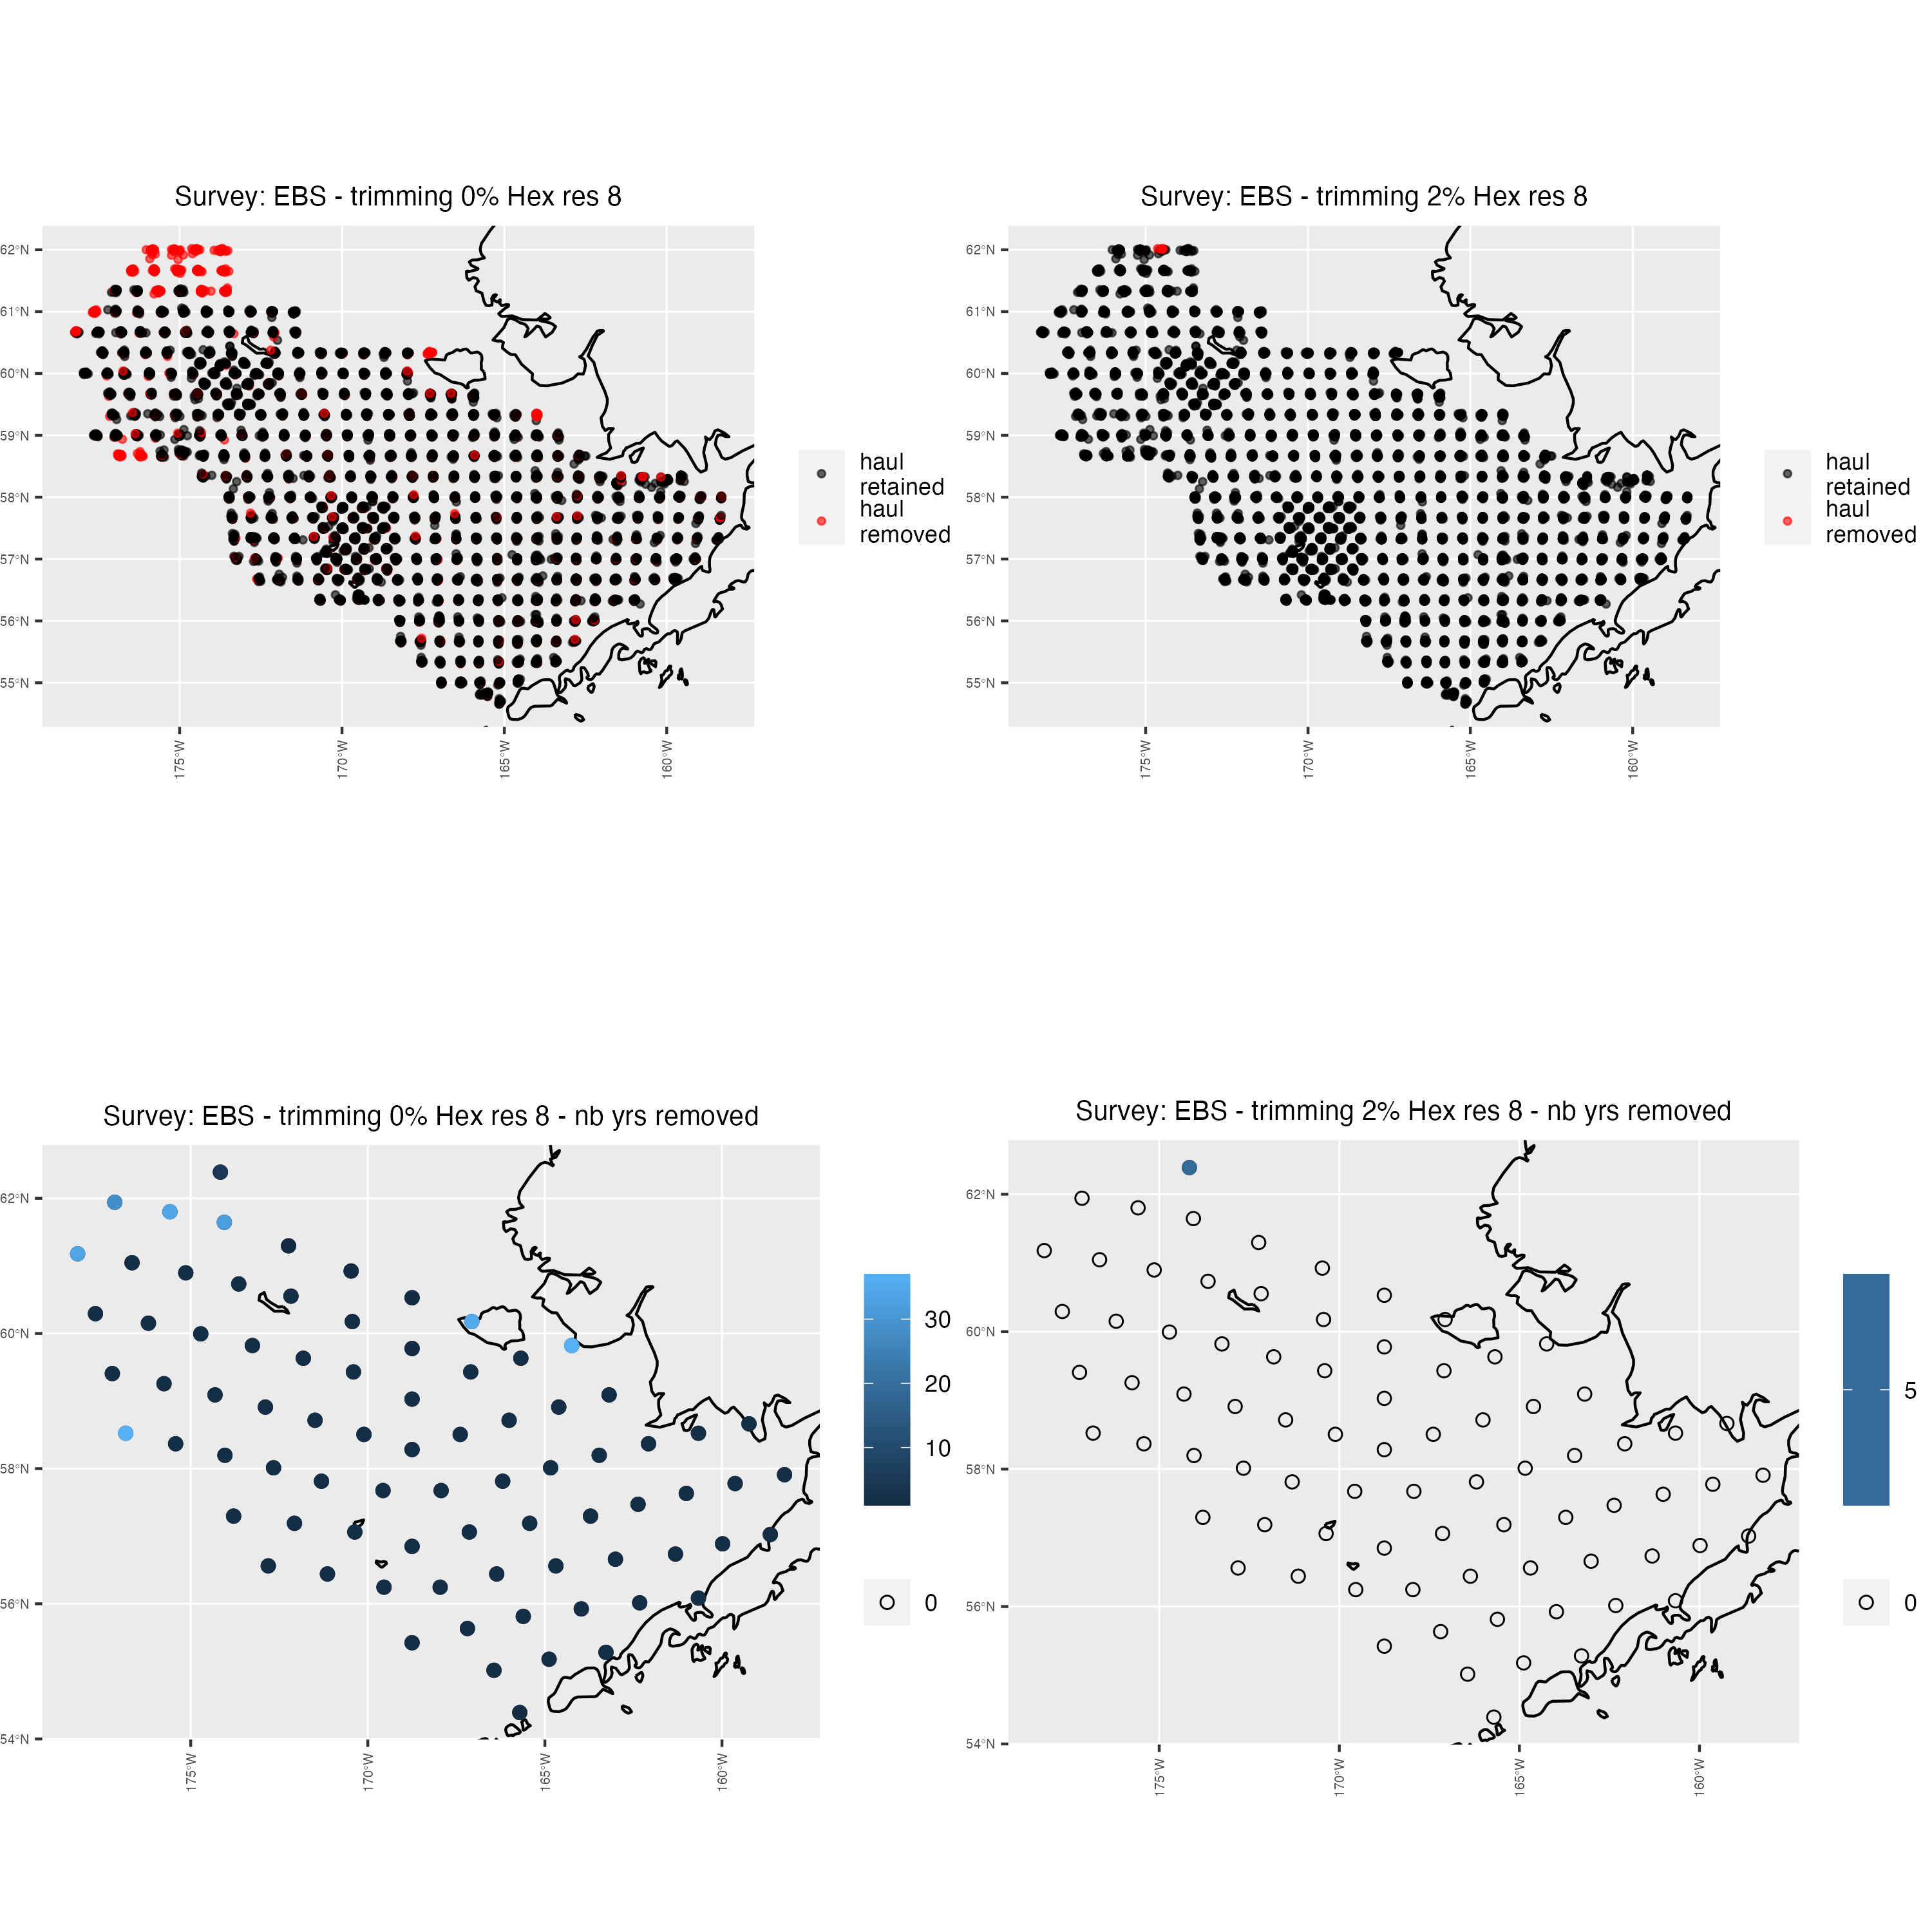 Survey: EBS - trimming 0% Hex res 8
62°N
61°N
60°N
59°N
58°N
57°N
56°N
55°N
175°W
170°W
165°W
160°W
haul
retained
haul
removed
Survey: EBS - trimming 2% Hex res 8
62°N
61°N
60°N
59°N
58°N
57°N
56°N
55°N
175°W
170°W
165°W
160°W
haul
retained
haul
removed
Survey: EBS - trimming 0% Hex res 8 - nb yrs removed
62°N
60°N
58°N
56°N
54°N
175°W
170°W
165°W
160°W
30
20
10
0
Survey: EBS - trimming 2% Hex res 8 - nb yrs removed
62°N
60°N
58°N
56°N
54°N
175°W
170°W
165°W
160°W
5
0